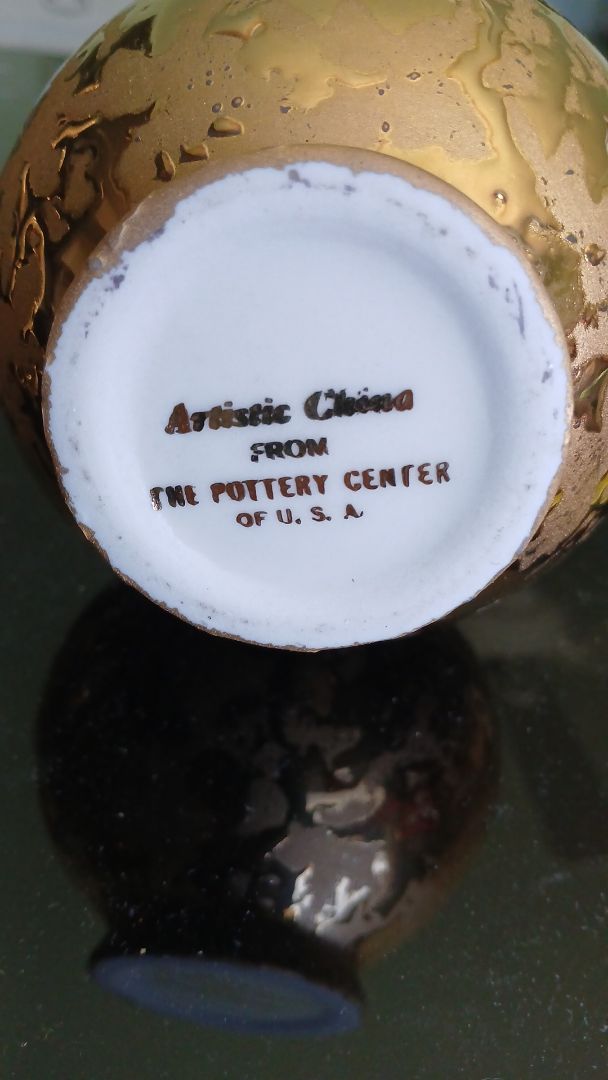 Artistic China
FROM
THE POTTERY CENTER
OF U. S. A.